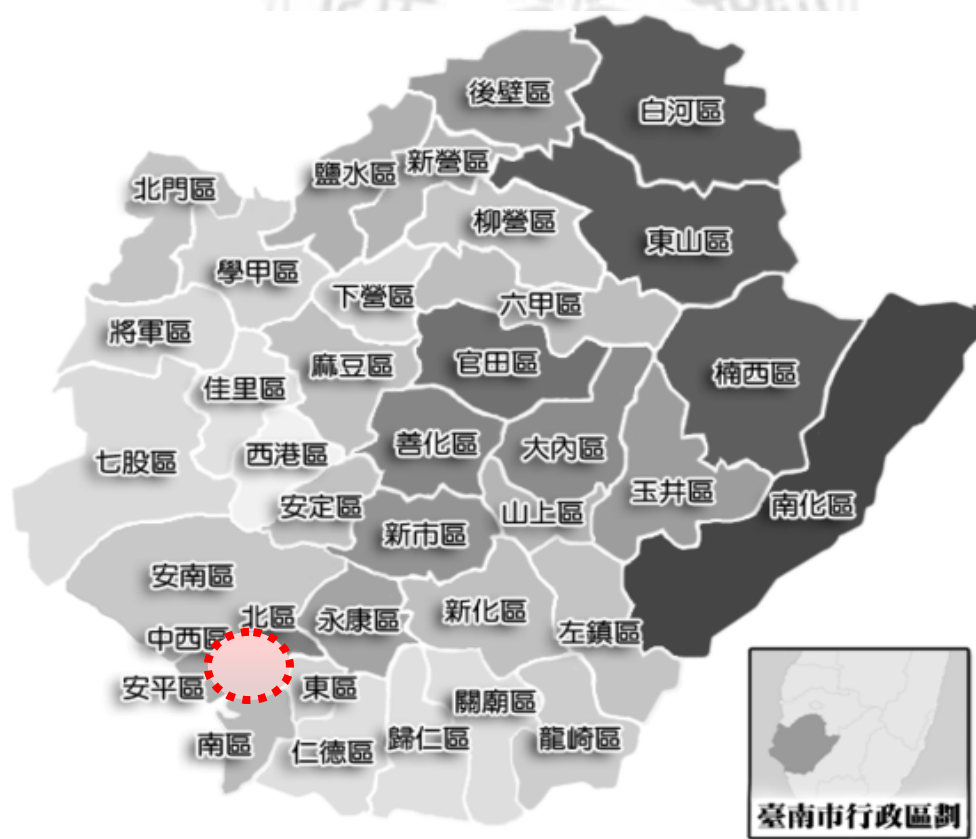 後壁區
白河區
新營區
鹽水區
北門區
柳營區
東山區
學甲區
下營區
六甲區
將軍區
官田區
麻豆區
楠西區
佳里區
善化區
大內區
西港區
七股區
玉井區
南化區
安定區
山上區
新市區
安南區
新化區
北區
永康區
左鎮區
中西區
安平區
東區
關廟區
南區
仁德區
歸仁區
龍崎區
臺南市行政區劃